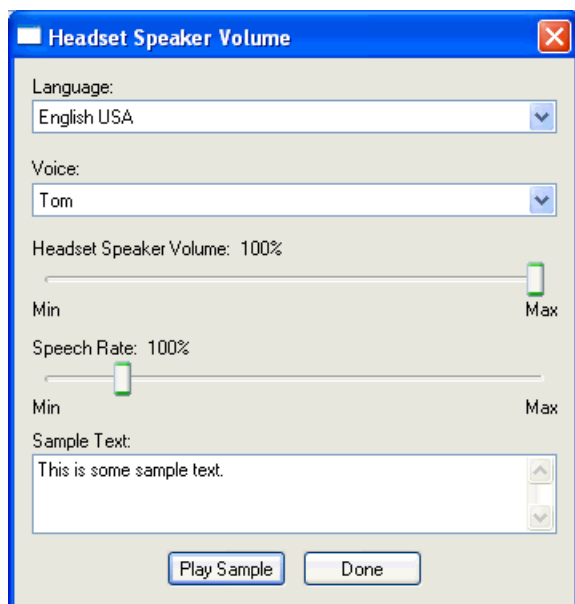 Headset Speaker Volume
Language:
English USA
Voice:
Tom
Headset Speaker Volume: 100%
Min Max
Speech Rate: 100%
Min Max
Sample Text:
This is some sample text.
Play Sample Done